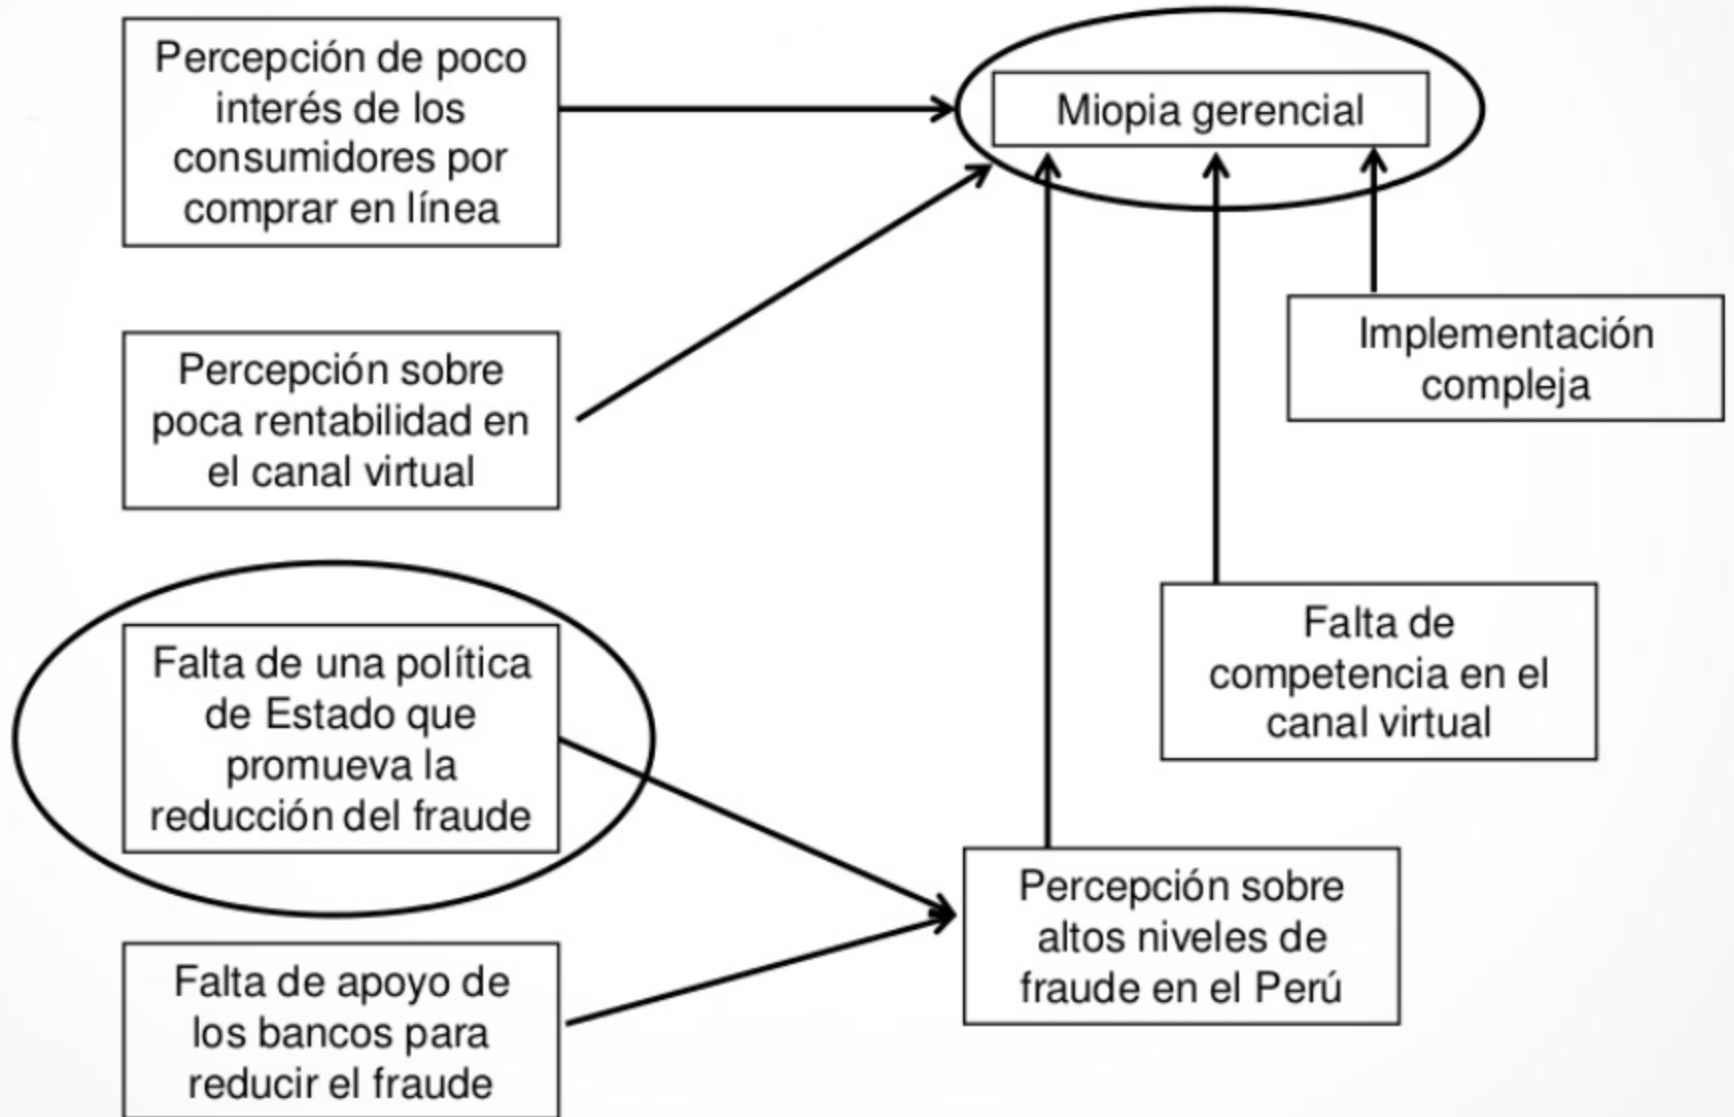 Percepción de poco
interés de los
consumidores por
comprar en línea
Miopia gerencial
Implementación
compleja
Percepción sobre
poca rentabilidad en
el canal virtual
Falta de
competencia en el
canal virtual
Falta de una política
de Estado que
promueva la
reducción del fraude
Percepción sobre
altos niveles de
fraude en el Perú
Falta de apoyo de
los bancos para
reducir el fraude